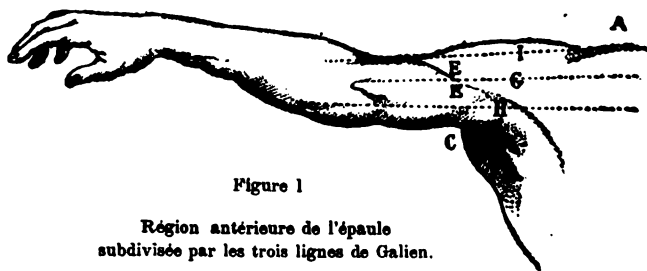 A
I
E
G
E
H
C
Figure 1
Région antérieure de l'épaule
subdivisée par les trois lignes de Galien.